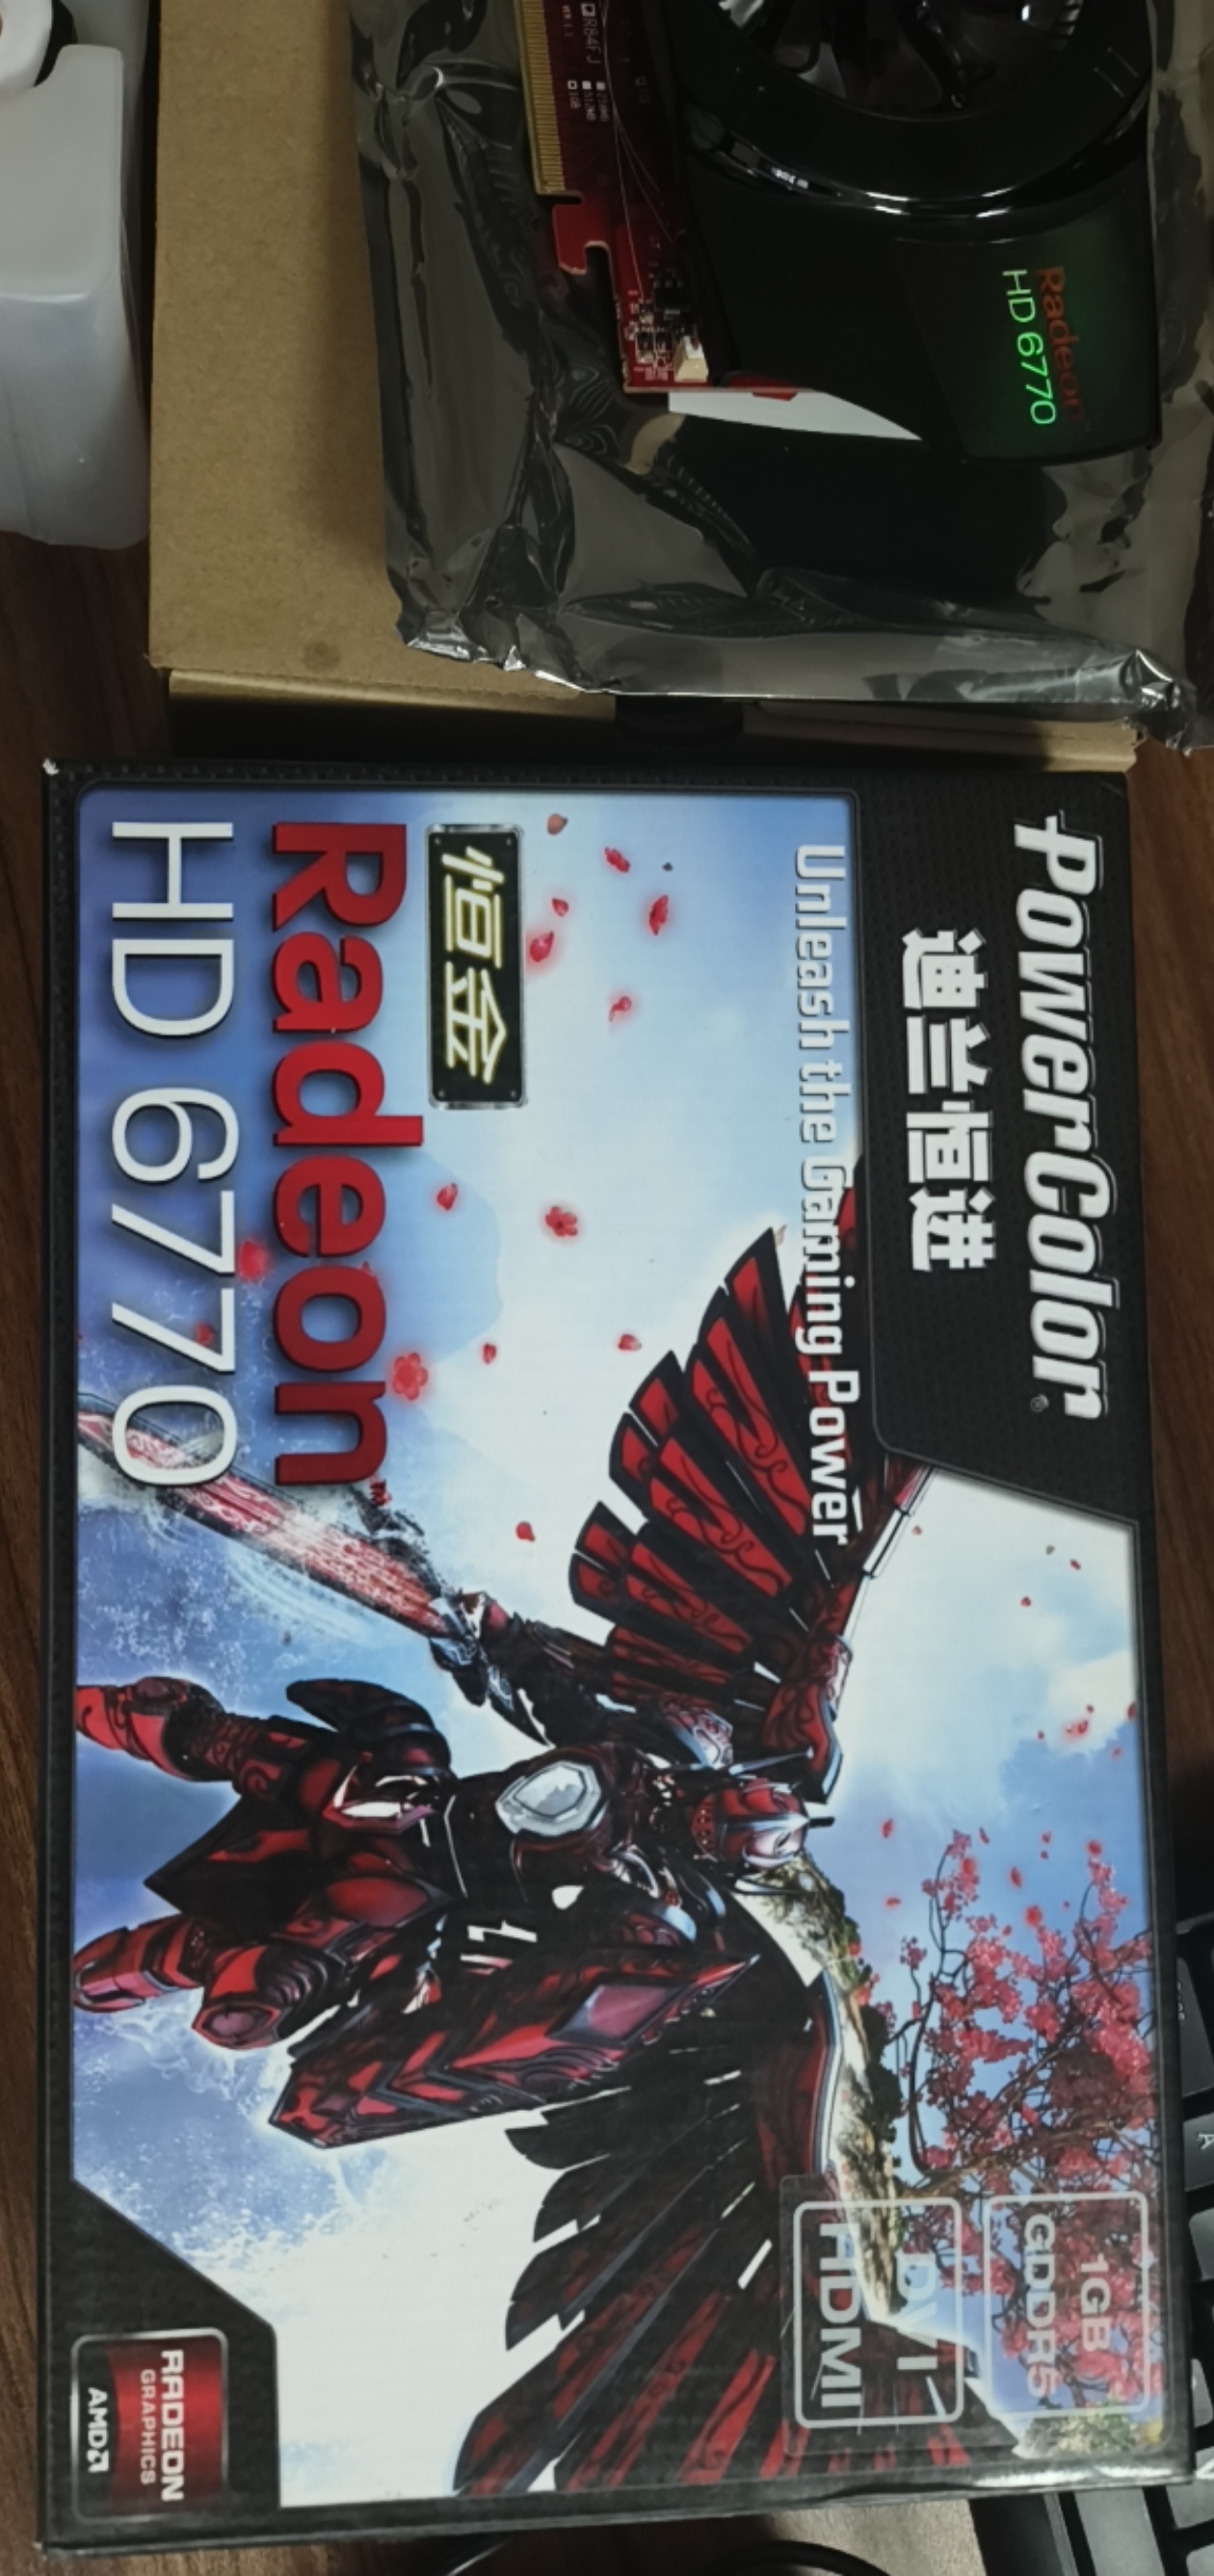 Radeon
HD 6770
PowerColor
迪兰恒进
Unleash the Gaming Power
恒金
Radeon™
HD 6770
1GB
GDDR5
DVI
HDMI
RADEON
GRAPHICS
AMD